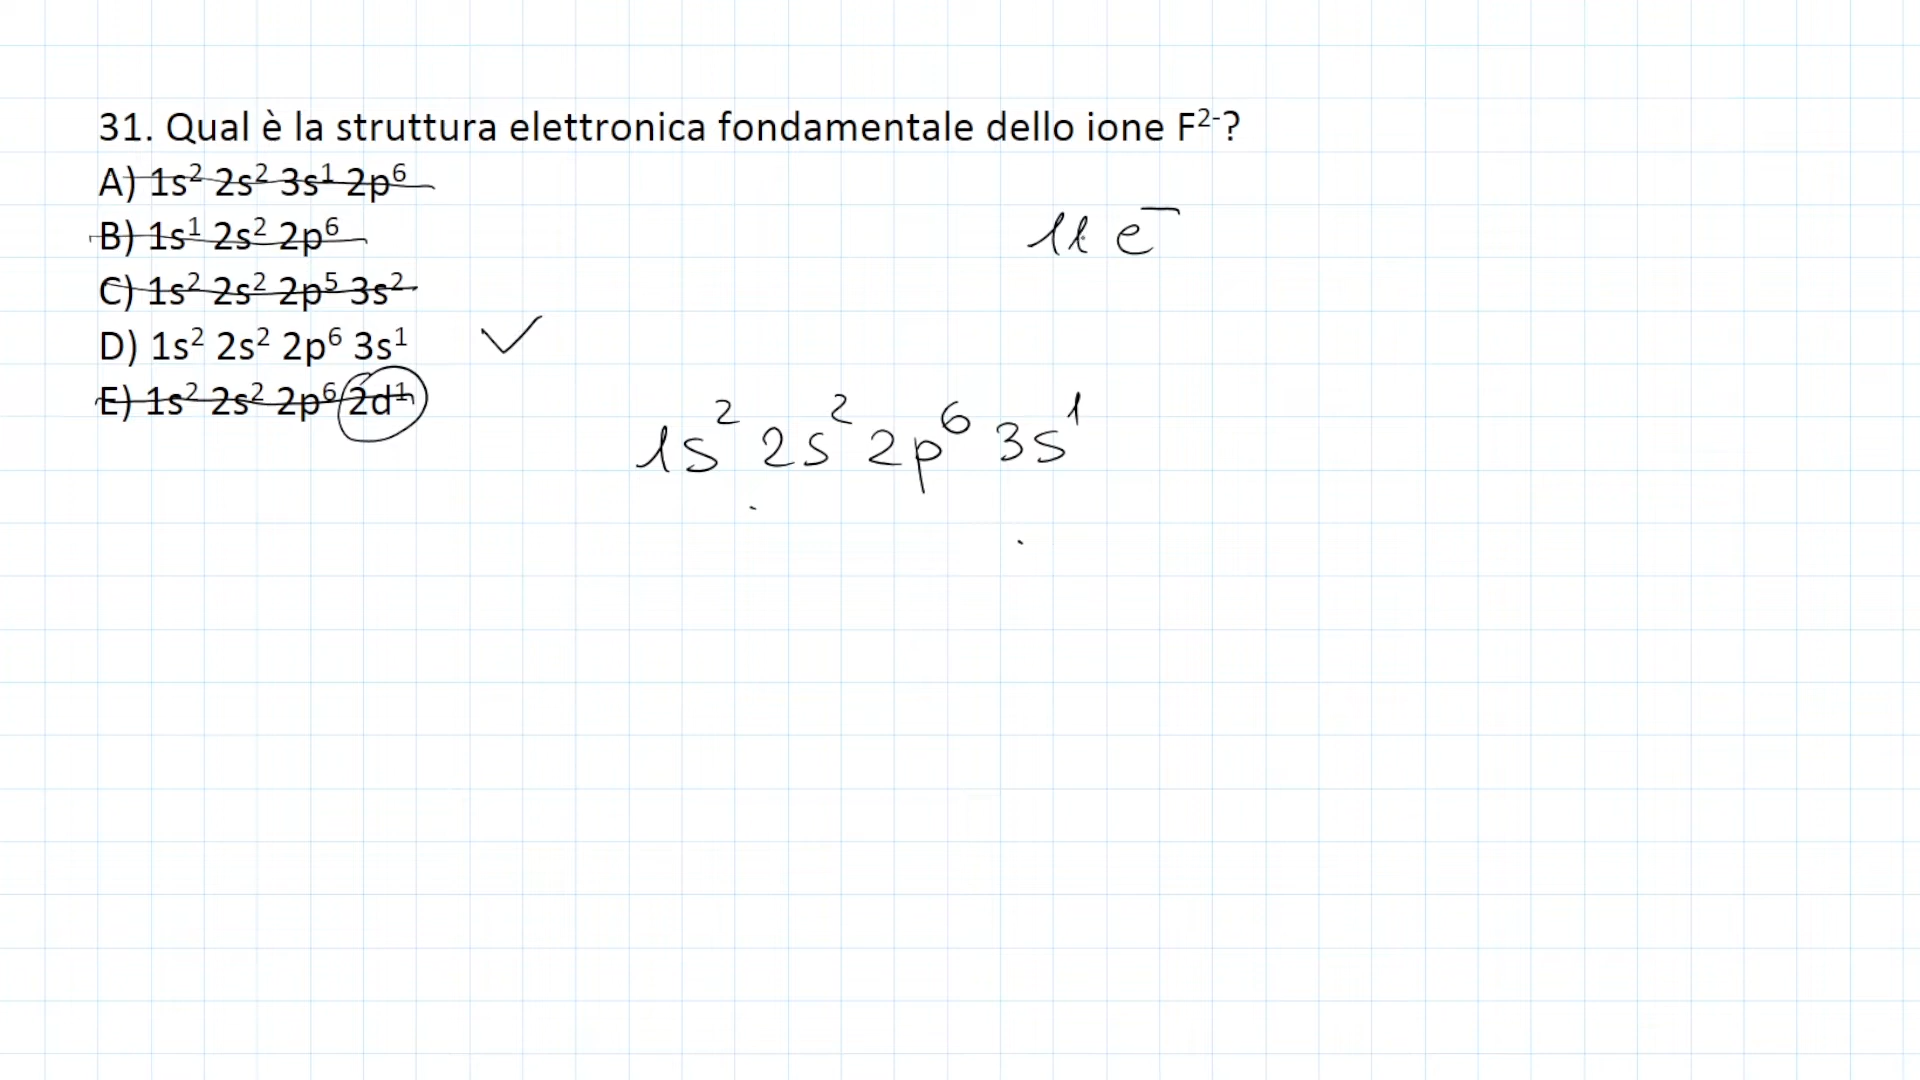 31. Qual è la struttura elettronica fondamentale dello ione F²⁻?
A) 1s² 2s² 3s¹ 2p⁶
B) 1s¹ 2s² 2p⁶
C) 1s² 2s² 2p⁵ 3s²
D) 1s² 2s² 2p⁶ 3s¹
E) 1s² 2s² 2p⁶ 2d¹
11 e⁻
1s² 2s² 2p⁶ 3s¹